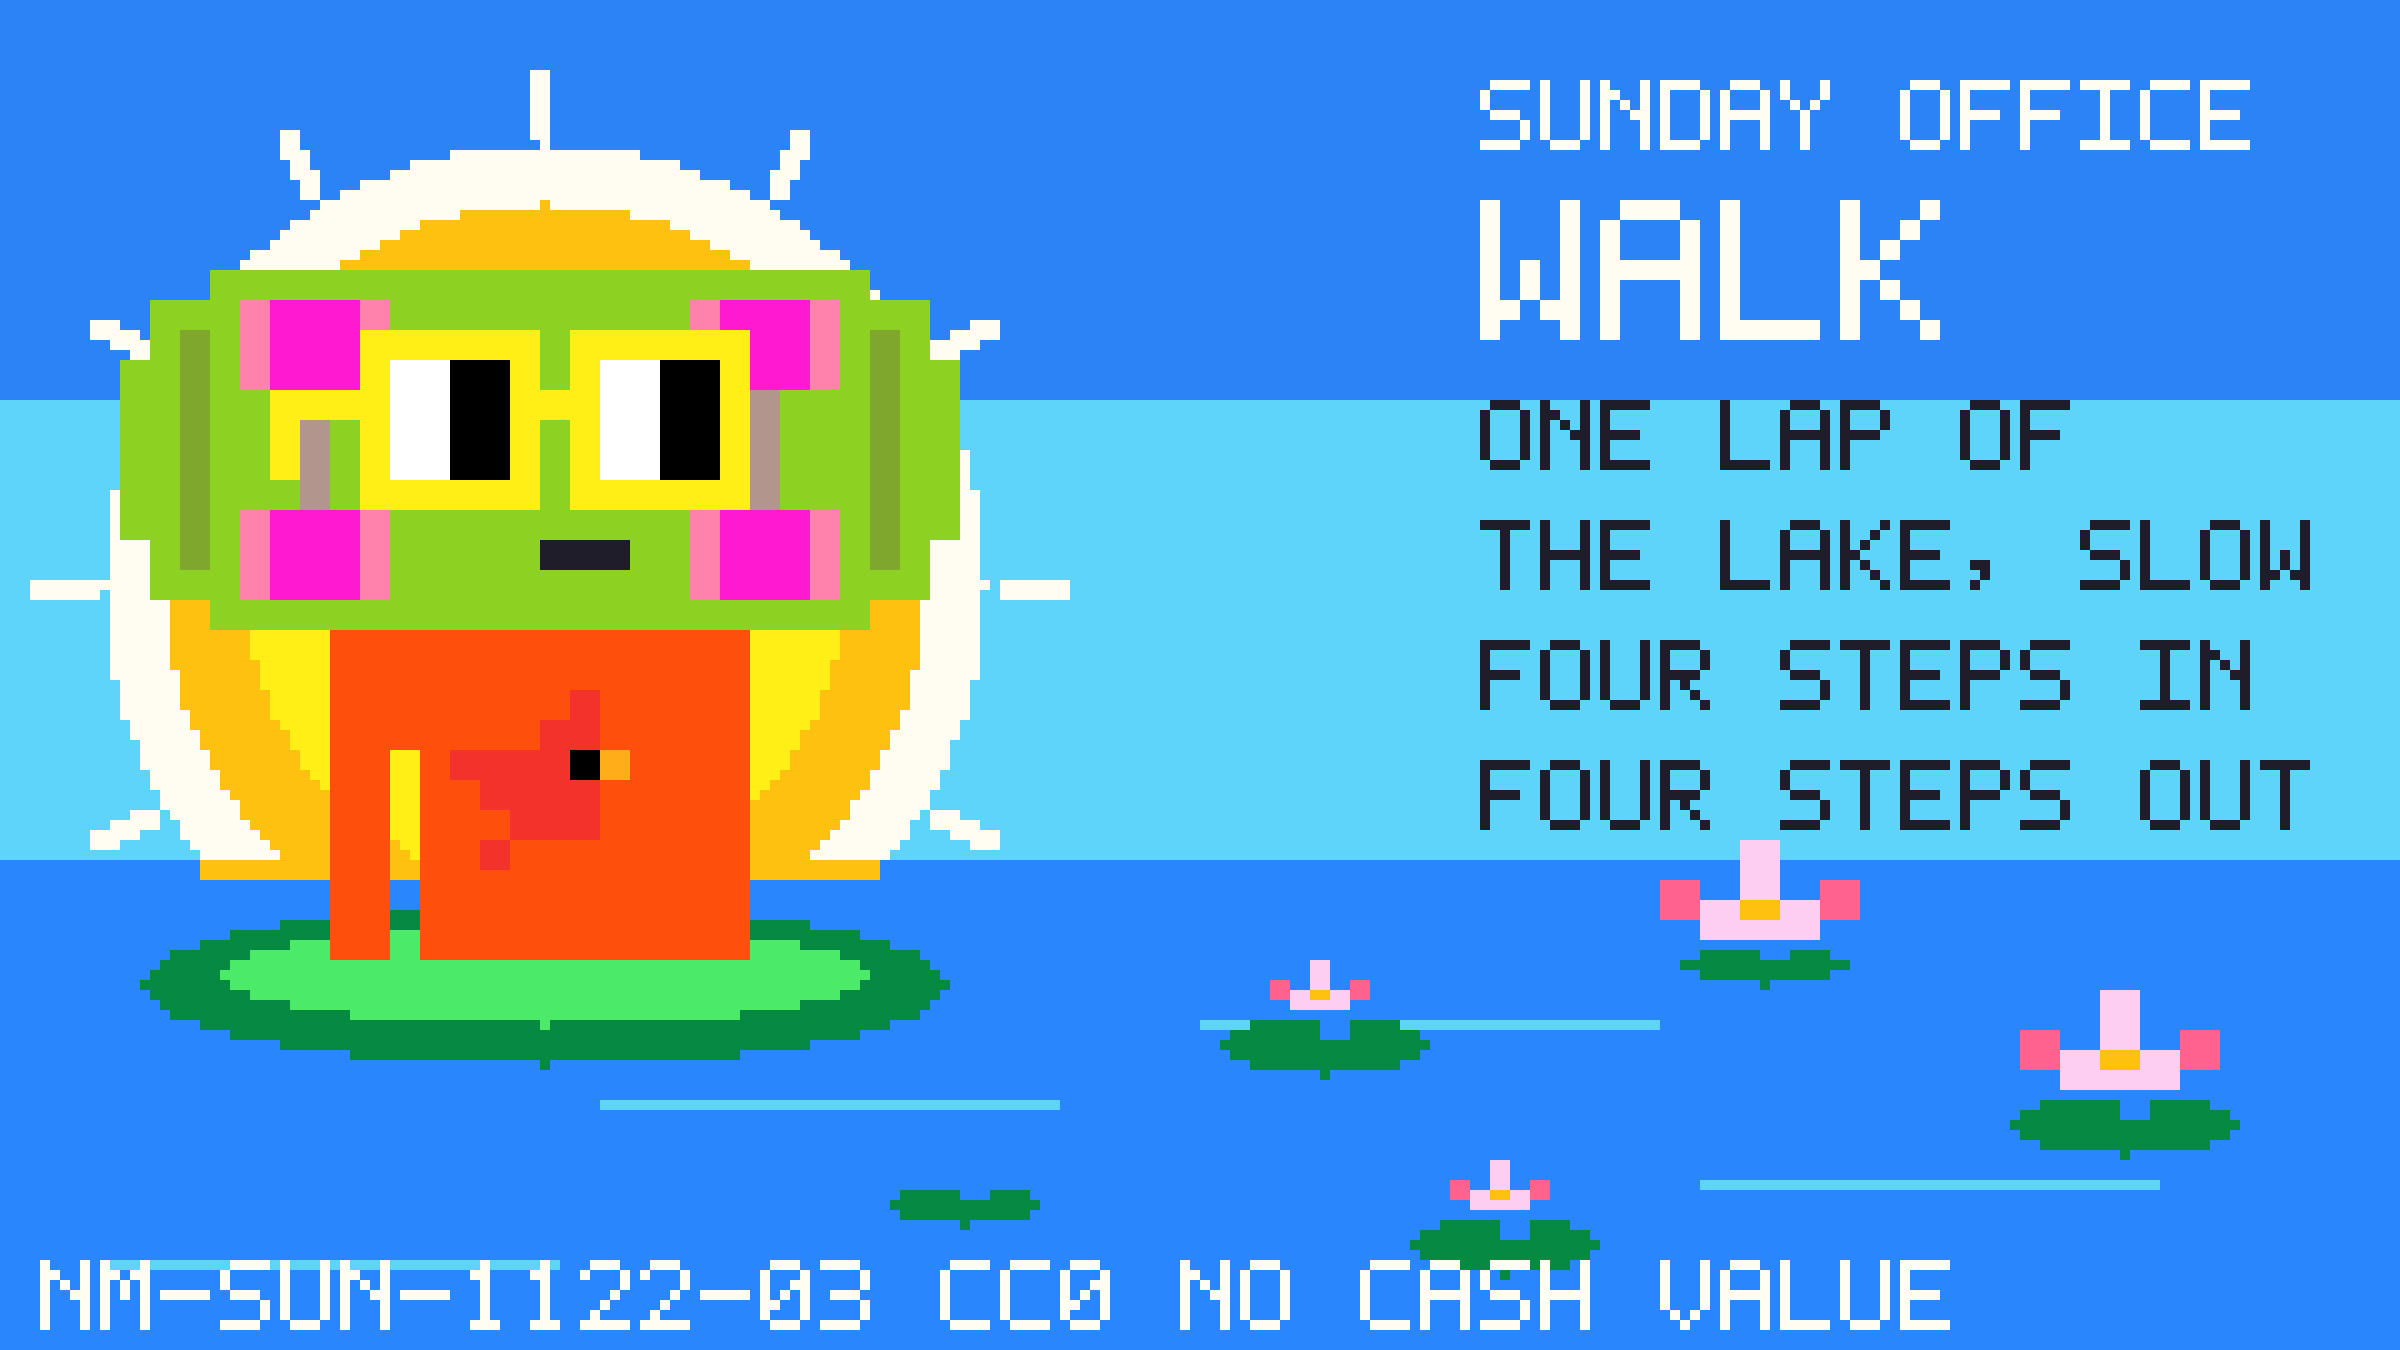 SUNDAY OFFICE
WALK
ONE LAP OF
THE LAKE, SLOW
FOUR STEPS IN
FOUR STEPS OUT
NM-SUN-1122-03 CC0 NO CASH VALUE